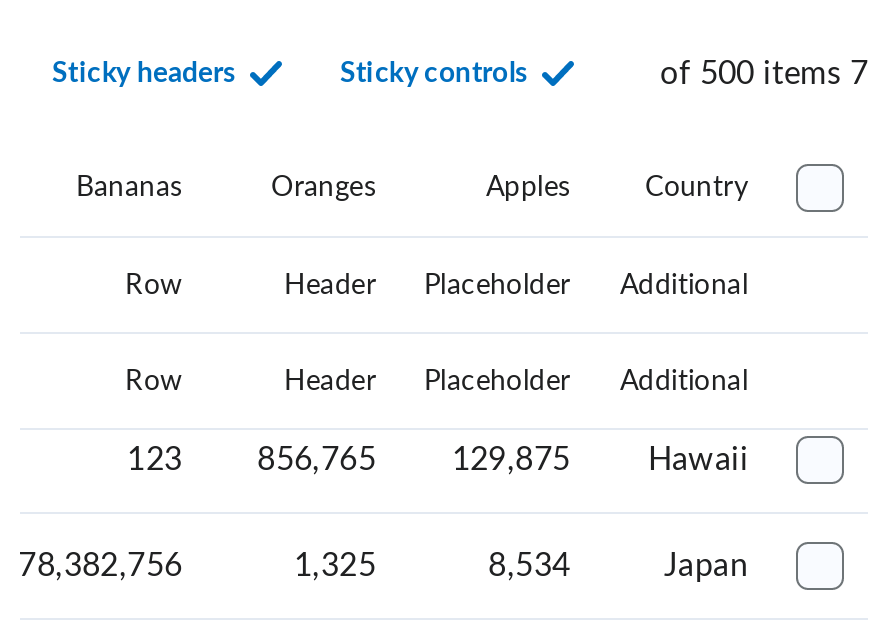 Sticky headers Sticky controls of 500 items 7
Bananas Oranges Apples Country
Row Header Placeholder Additional
Row Header Placeholder Additional
123 856,765 129,875 Hawaii
78,382,756 1,325 8,534 Japan